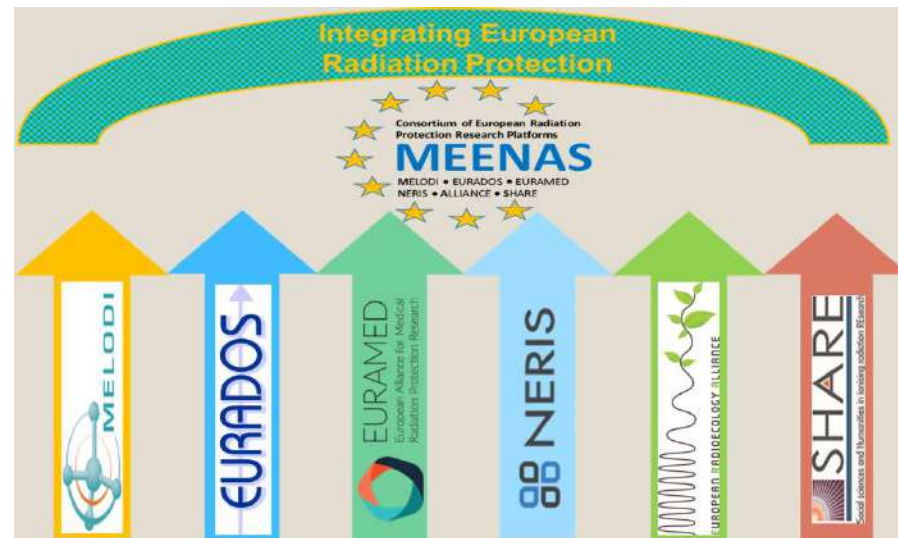 Integrating European
Radiation Protection
Consortium of European Radiation
Protection Research Platforms
MEENAS
MELODI • EURADOS • EURAMED
NERIS • ALLIANCE • SHARE
MELODI
EURADOS
EURAMED
European Alliance for Medical
Radiation Protection Research
NERIS
EUROPEAN RADIOECOLOGY ALLIANCE
SHARE
Social sciences and Humanities in ionising radiction REsearch